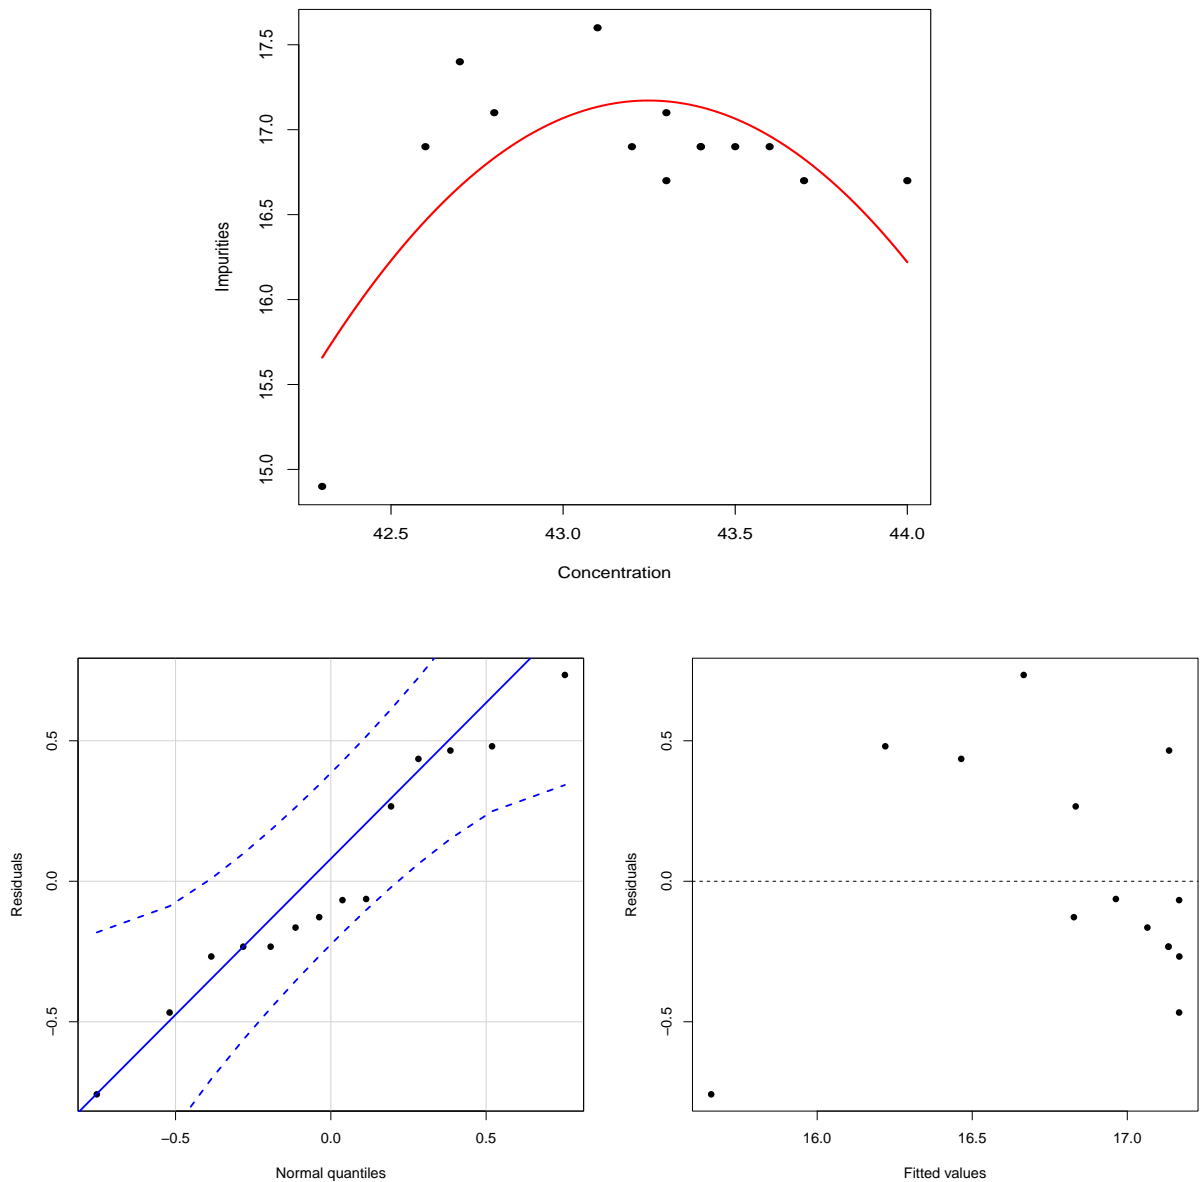 17.5
17.0
16.5
16.0
15.5
15.0
Impurities
42.5 43.0 43.5 44.0
Concentration
0.5
0.0
−0.5
Residuals
−0.5 0.0 0.5
Normal quantiles
0.5
0.0
−0.5
Residuals
16.0 16.5 17.0
Fitted values